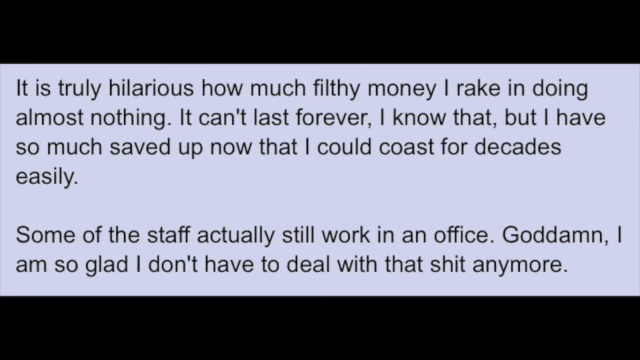 It is truly hilarious how much filthy money I rake in doing
almost nothing. It can't last forever, I know that, but I have
so much saved up now that I could coast for decades
easily.
Some of the staff actually still work in an office. Goddamn, I
am so glad I don't have to deal with that shit anymore.